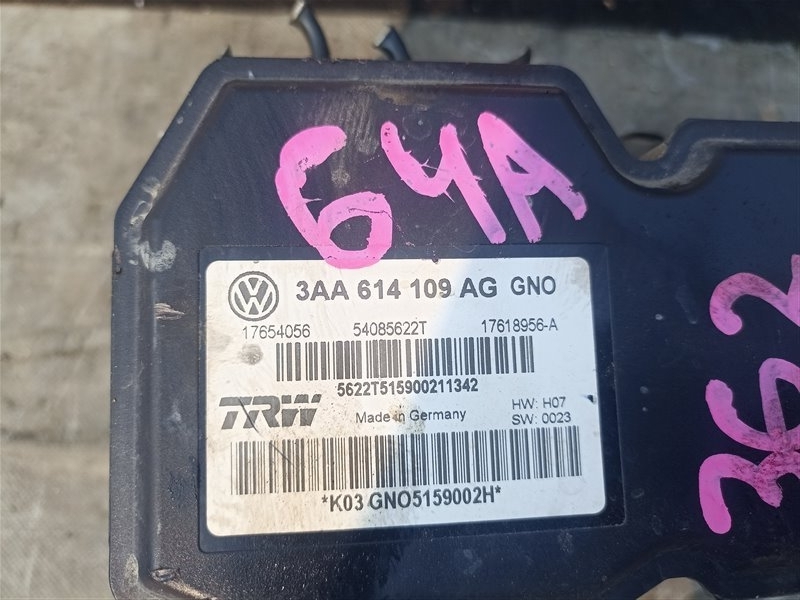 64A
362
3AA 614 109 AG GNO
17654056 54085622T 17618956-A
5622T515900211342
TRW Made in Germany HW: H07
SW: 0023
*K03 GNO5159002H*